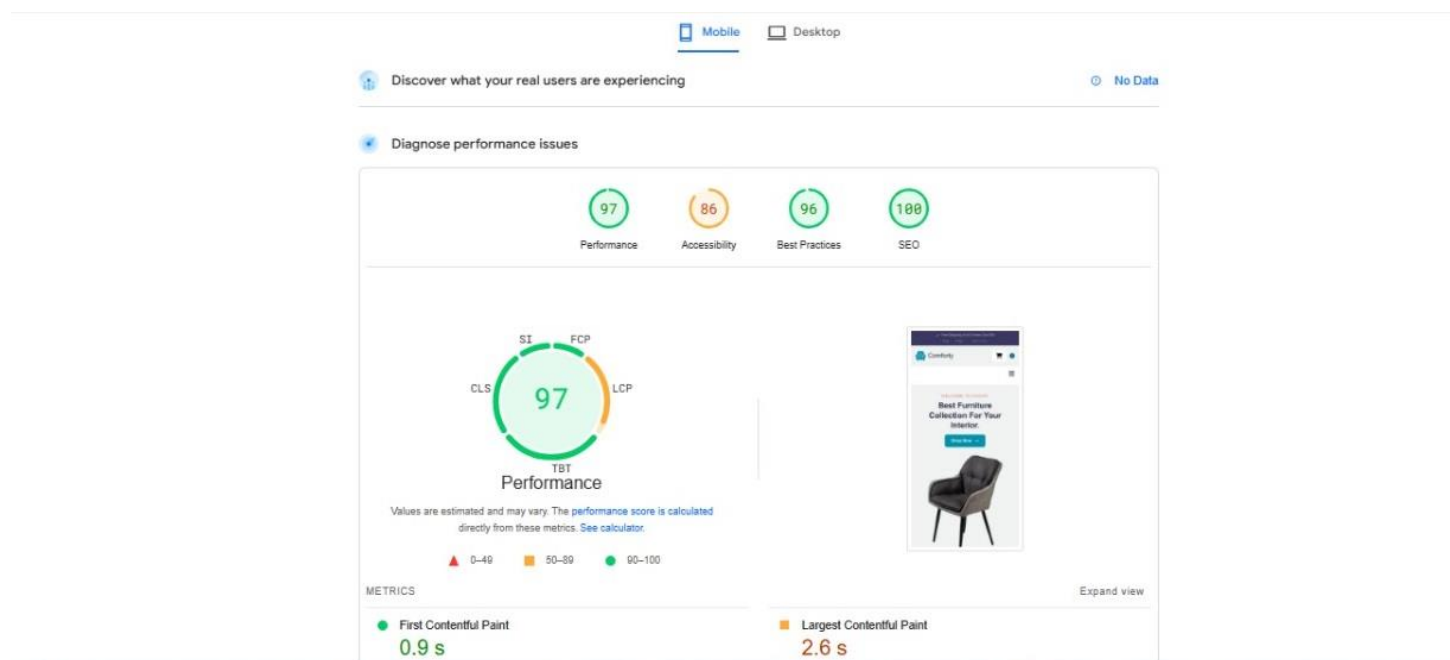 Mobile Desktop
Discover what your real users are experiencing No Data
Diagnose performance issues
97 86 96 100
Performance Accessibility Best Practices SEO
SI FCP
CLS LCP
97
TBT
Performance
Values are estimated and may vary. The performance score is calculated
directly from these metrics. See calculator.
0–49 50–89 90–100
Comforty
Best Furniture
Collection For Your
Interior.
Shop Now
METRICS Expand view
First Contentful Paint Largest Contentful Paint
0.9 s 2.6 s